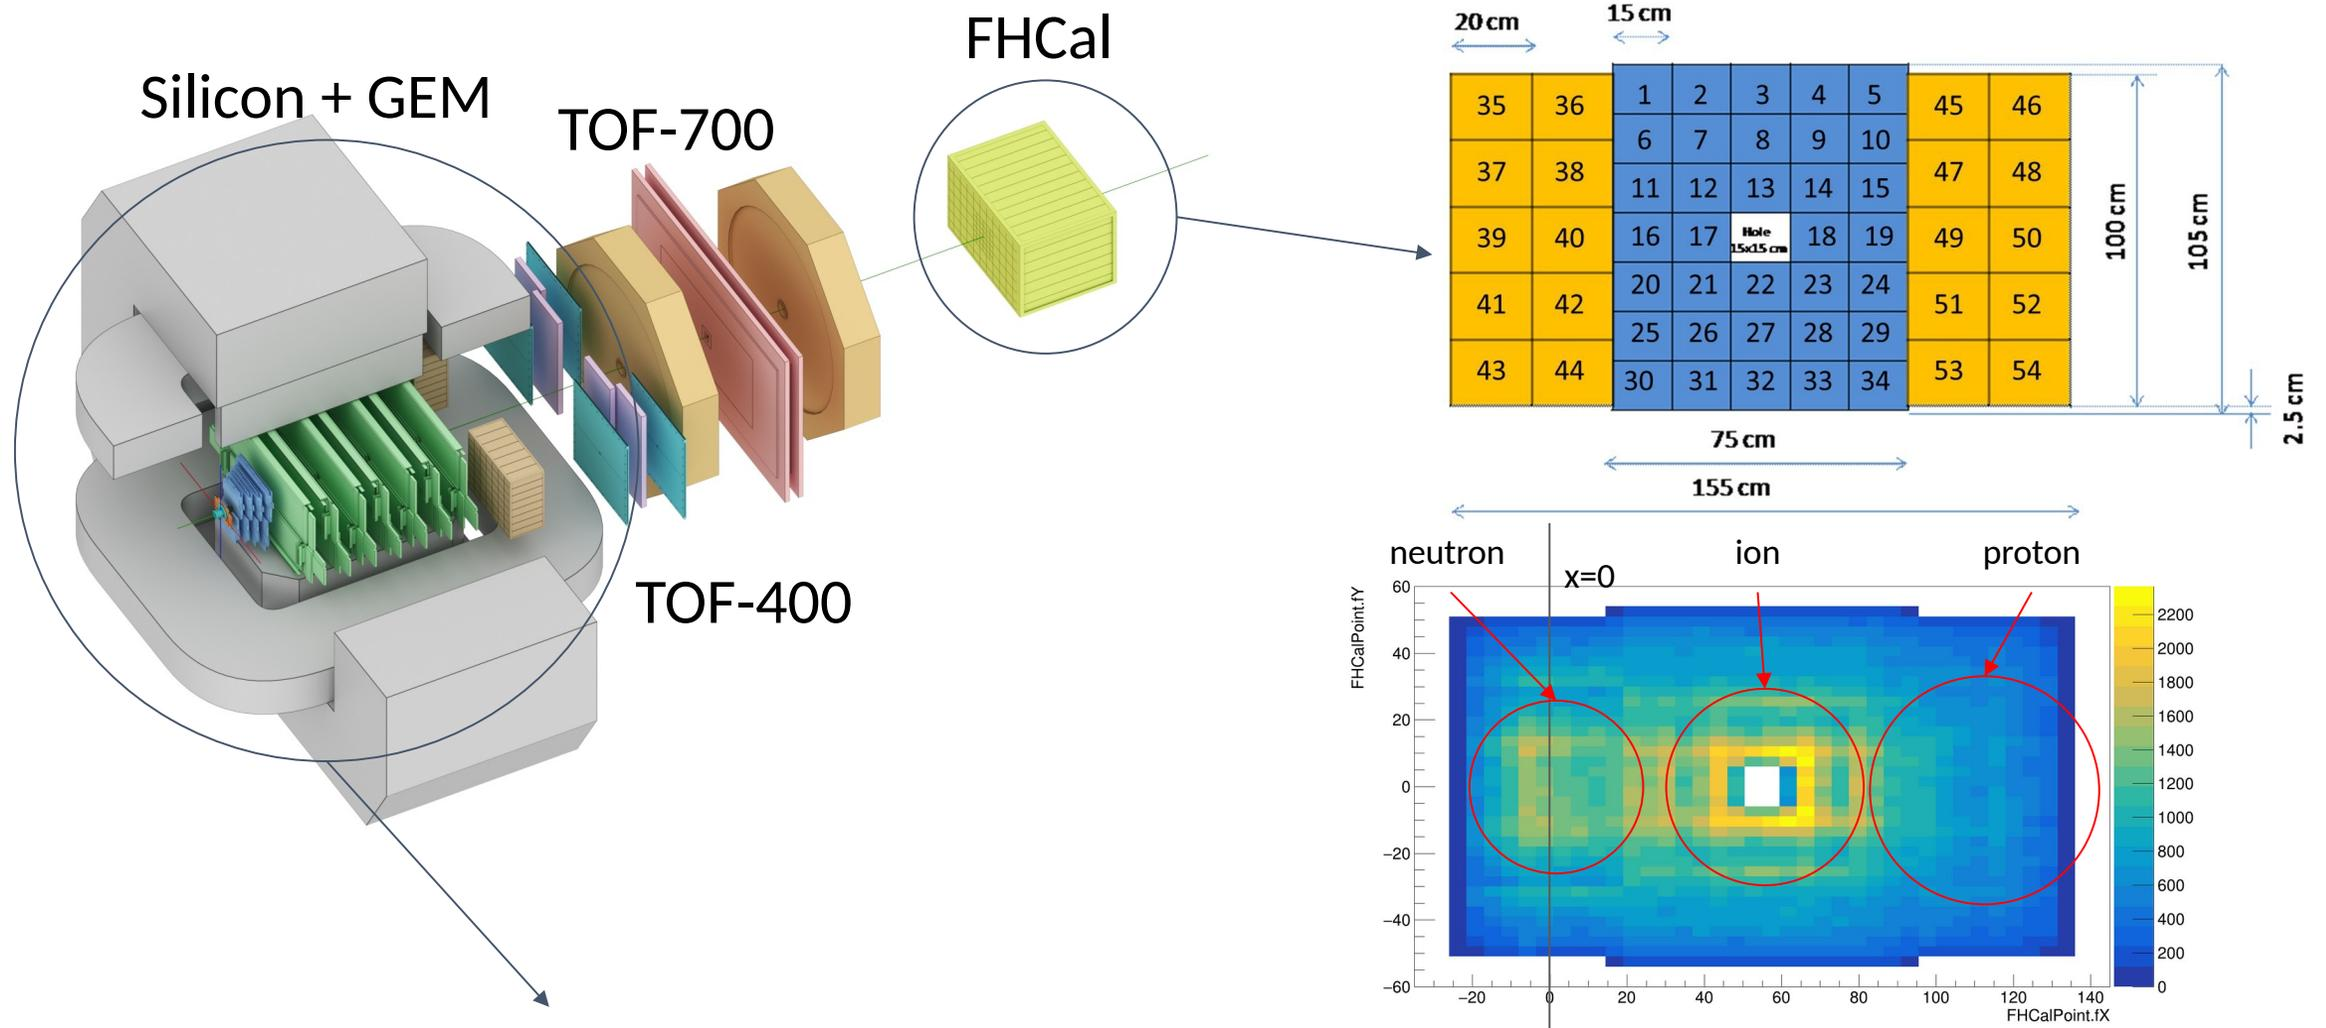 Silicon + GEM
TOF-700
FHCal
TOF-400
20 cm
15 cm
35 36 1 2 3 4 5 45 46
6 7 8 9 10
37 38 11 12 13 14 15 47 48
39 40 16 17 Hole 15x15 cm 18 19 49 50
20 21 22 23 24
41 42 25 26 27 28 29 51 52
43 44 30 31 32 33 34 53 54
100 cm
105 cm
2.5 cm
75 cm
155 cm
neutron
ion
proton
x=0
FHCalPoint.fY
60
40
20
0
−20
−40
−60
−20 0 20 40 60 80 100 120 140
FHCalPoint.fX
2200
2000
1800
1600
1400
1200
1000
800
600
400
200
0